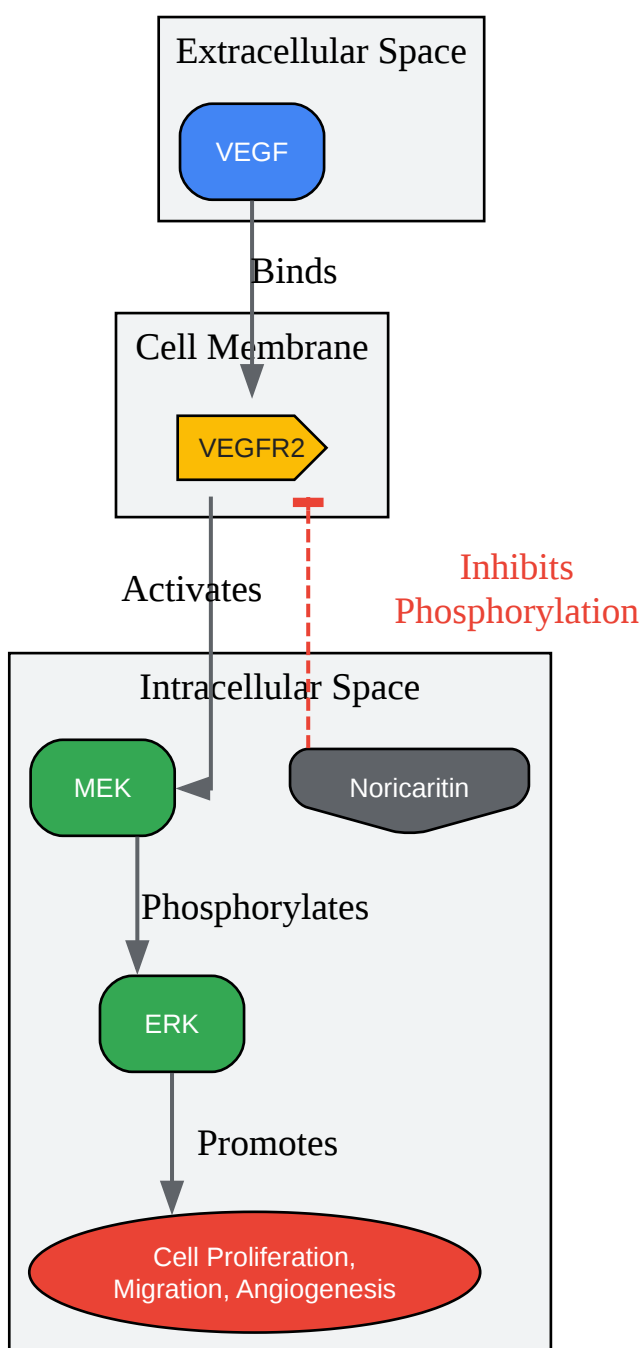 Extracellular Space
VEGF
Binds
Cell Membrane
VEGFR2
Activates
Inhibits
Phosphorylation
Intracellular Space
MEK
Noricaritin
Phosphorylates
ERK
Promotes
Cell Proliferation,
Migration, Angiogenesis